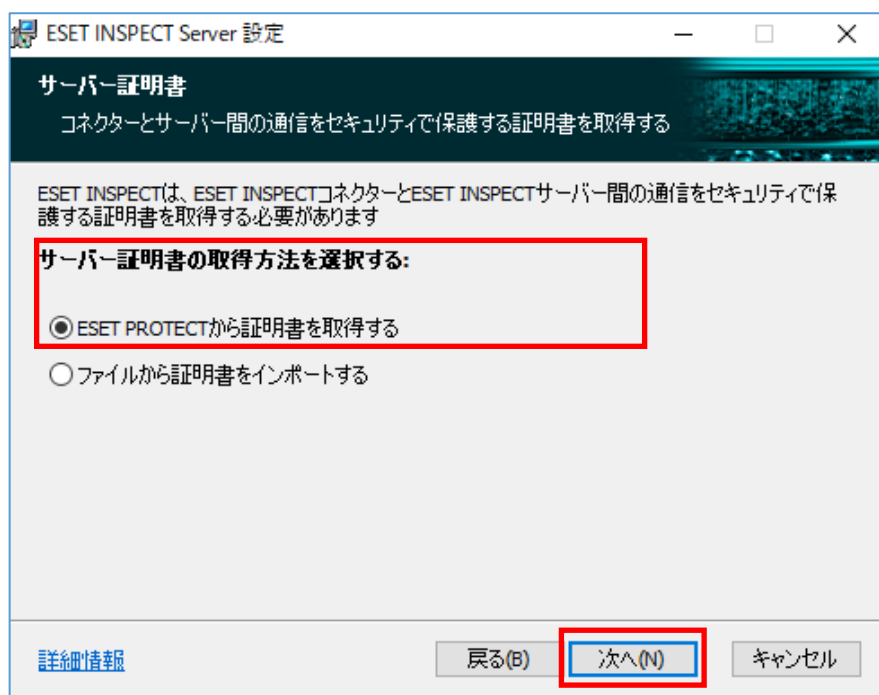 ESET INSPECT Server 設定
サーバー証明書
コネクターとサーバー間の通信をセキュリティで保護する証明書を取得する
ESET INSPECTは、ESET INSPECTコネクターとESET INSPECTサーバー間の通信をセキュリティで保
護する証明書を取得する必要があります
サーバー証明書の取得方法を選択する:
ESET PROTECTから証明書を取得する
ファイルから証明書をインポートする
詳細情報
戻る(B)
次へ(N)
キャンセル